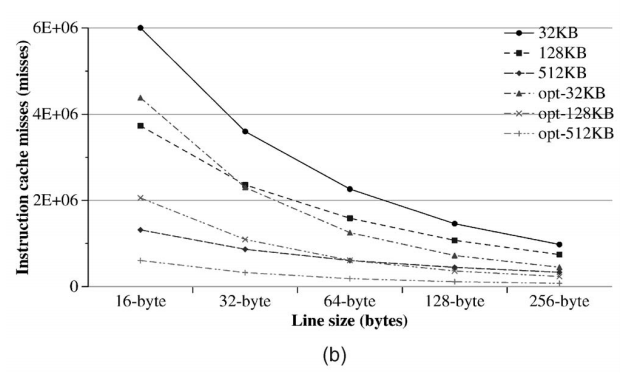 Instruction cache misses (misses)
6E+06
4E+06
2E+06
0
32KB
128KB
512KB
opt-32KB
opt-128KB
opt-512KB
16-byte
32-byte
64-byte
128-byte
256-byte
Line size (bytes)
(b)